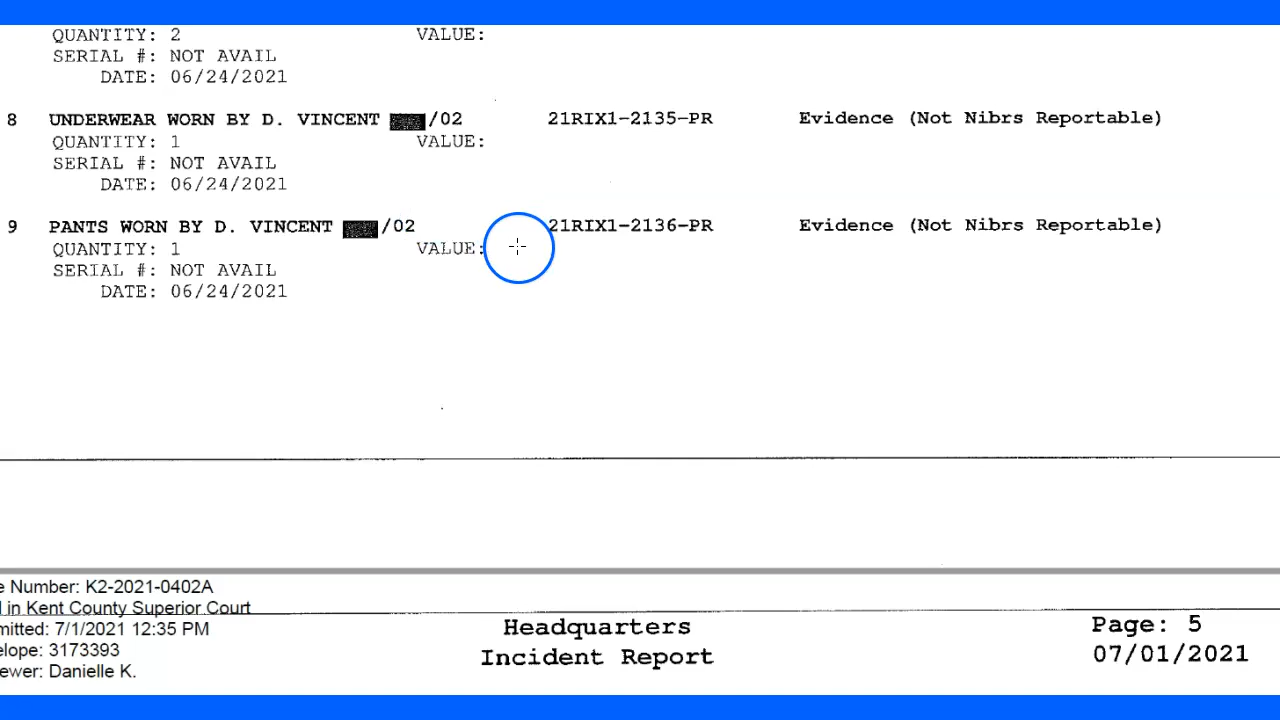 QUANTITY: 2 VALUE:
SERIAL #: NOT AVAIL
DATE: 06/24/2021
8 UNDERWEAR WORN BY D. VINCENT /02 21RIX1-2135-PR Evidence (Not Nibrs Reportable)
QUANTITY: 1 VALUE:
SERIAL #: NOT AVAIL
DATE: 06/24/2021
9 PANTS WORN BY D. VINCENT /02 21RIX1-2136-PR Evidence (Not Nibrs Reportable)
QUANTITY: 1 VALUE:
SERIAL #: NOT AVAIL
DATE: 06/24/2021
e Number: K2-2021-0402A
in Kent County Superior Court
mitted: 7/1/2021 12:35 PM
elope: 3173393
ewer: Danielle K.
Headquarters
Incident Report
Page: 5
07/01/2021